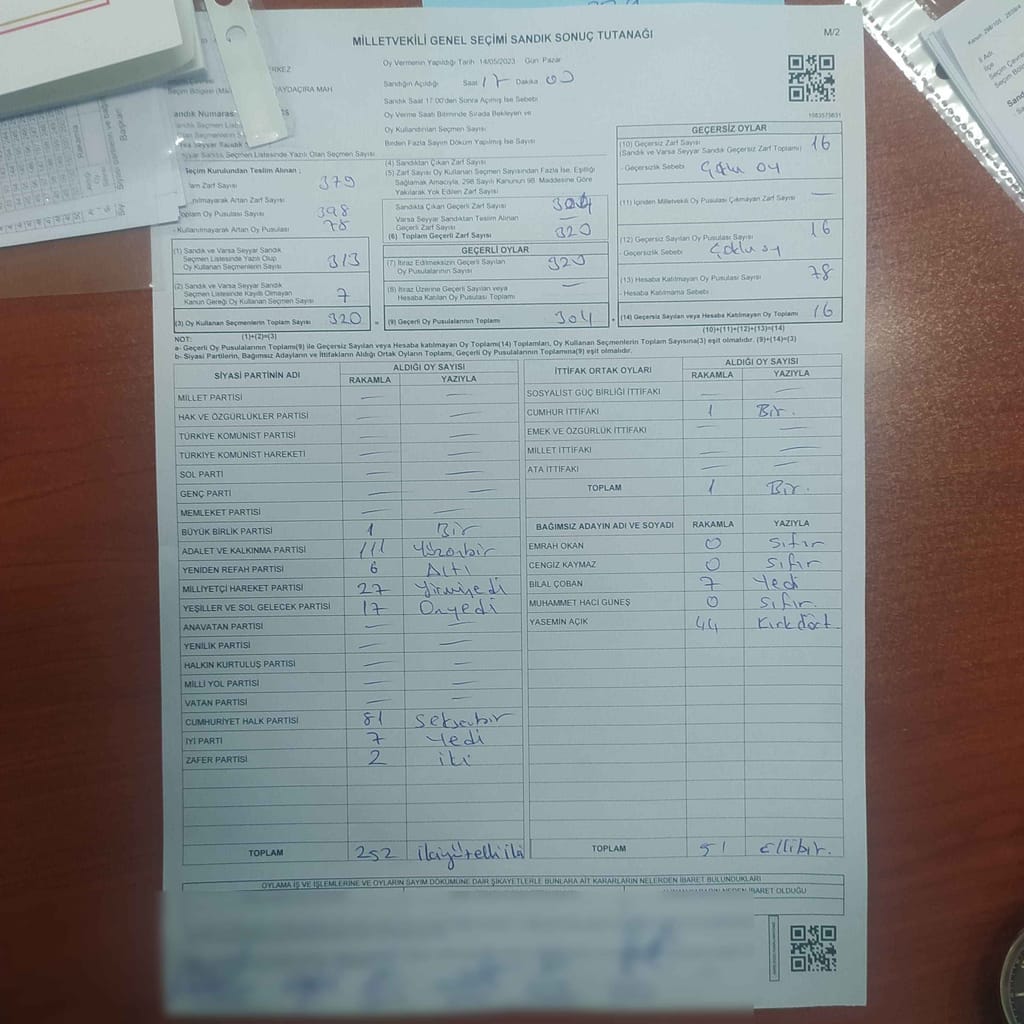 MİLLETVEKİLİ GENEL SEÇİMİ SANDIK SONUÇ TUTANAĞI
M/2
Oy Vermenin Yapıldığı Tarih 14/05/2023 Gün Pazar
ERKEZ
Sandığın Açıldığı Saat 17 Dakika 00
AYDAÇIRA MAH
Sandık Saat 17:00'den Sonra Açılmış İse Sebebi
Oy Verme Saati Bitiminde Sırada Bekleyen ve
Oy Kullandırılan Seçmen Sayısı
Birden Fazla Sayım Döküm Yapılmış İse Sayısı
andık Numaras
Seçim Kurulundan Teslim Alınan ;
Zarf Sayısı 379
Artan Zarf Sayısı
Toplam Oy Pusulası Sayısı 398
- Kullanılmayarak Artan Oy Pusulası 78
(1) Sandık ve Varsa Seyyar Sandık
Seçmen Listesinde Yazılı Olup
Oy Kullanan Seçmenlerin Sayısı 313
(2) Sandık ve Varsa Seyyar Sandık
Seçmen Listesinde Kayıtlı Olmayan
Kanun Gereği Oy Kullanan Seçmen Sayısı 7
(3) Oy Kullanan Seçmenlerin Toplam Sayısı 320
(1)+(2)=(3)
(4) Sandıktan Çıkan Zarf Sayısı
(5) Zarf Sayısı Oy Kullanan Seçmen Sayısından Fazla İse, Eşitliği
Sağlamak Amacıyla, 298 Sayılı Kanunun 98. Maddesine Göre
Yakılarak Yok Edilen Zarf Sayısı
Sandıkta Çıkan Geçerli Zarf Sayısı
Varsa Seyyar Sandıktan Teslim Alınan
Geçerli Zarf Sayısı —
(6) Toplam Geçerli Zarf Sayısı 320
GEÇERLİ OYLAR
(7) İtiraz Edilmeksizin Geçerli Sayılan
Oy Pusulalarının Sayısı 320
(8) İtiraz Üzerine Geçerli Sayılan veya
Hesaba Katılan Oy Pusulası Toplamı —
(9) Geçerli Oy Pusulalarının Toplamı 304
1083573631
GEÇERSİZ OYLAR
(10) Geçersiz Zarf Sayısı 16
(Sandık ve Varsa Seyyar Sandık Geçersiz Zarf Toplamı)
- Geçersizlik Sebebi Çoklu oy
(11) İçinden Milletvekili Oy Pusulası Çıkmayan Zarf Sayısı —
(12) Geçersiz Sayılan Oy Pusulası Sayısı 16
- Geçersizlik Sebebi Çoklu oy
(13) Hesaba Katılmayan Oy Pusulası Sayısı 78
- Hesaba Katılmama Sebebi
(14) Geçersiz Sayılan veya Hesaba Katılmayan Oy Toplamı 16
(10)+(11)+(12)+(13)=(14)
NOT:
a- Geçerli Oy Pusulalarının Toplamı(9) ile Geçersiz Sayılan veya Hesaba katılmayan Oy Toplamı(14) Toplamları, Oy Kullanan Seçmenlerin Toplam Sayısına(3) eşit olmalıdır. (9)+(14)=(3)
b- Siyasi Partilerin, Bağımsız Adayların ve İttifakların Aldığı Ortak Oyların Toplamı, Geçerli Oy Pusulalarının Toplamına(9) eşit olmalıdır.
SİYASİ PARTİNİN ADI ALDIĞI OY SAYISI
RAKAMLA YAZIYLA
MİLLET PARTİSİ — —
HAK VE ÖZGÜRLÜKLER PARTİSİ — —
TÜRKİYE KOMÜNİST PARTİSİ — —
TÜRKİYE KOMÜNİST HAREKETİ — —
SOL PARTİ — —
GENÇ PARTİ — —
MEMLEKET PARTİSİ — —
BÜYÜK BİRLİK PARTİSİ 1 Bir
ADALET VE KALKINMA PARTİSİ 111 Yüzonbir
YENİDEN REFAH PARTİSİ 6 Altı
MİLLİYETÇİ HAREKET PARTİSİ 27 Yirmiyedi
YEŞİLLER VE SOL GELECEK PARTİSİ 17 Onyedi
ANAVATAN PARTİSİ — —
YENİLİK PARTİSİ — —
HALKIN KURTULUŞ PARTİSİ — —
MİLLİ YOL PARTİSİ — —
VATAN PARTİSİ — —
CUMHURİYET HALK PARTİSİ 81 Seksenbir
İYİ PARTİ 7 Yedi
ZAFER PARTİSİ 2 iki
TOPLAM 252 ikiyüzelliiki
İTTİFAK ORTAK OYLARI ALDIĞI OY SAYISI
RAKAMLA YAZIYLA
SOSYALİST GÜÇ BİRLİĞİ İTTİFAKI — —
CUMHUR İTTİFAKI 1 Bir.
EMEK VE ÖZGÜRLÜK İTTİFAKI — —
MİLLET İTTİFAKI — —
ATA İTTİFAKI — —
TOPLAM 1 Bir.
BAĞIMSIZ ADAYIN ADI VE SOYADI RAKAMLA YAZIYLA
EMRAH OKAN 0 Sıfır
CENGİZ KAYMAZ 0 Sıfır
BİLAL ÇOBAN 7 Yedi
MUHAMMET HACİ GÜNEŞ 0 Sıfır.
YASEMİN AÇIK 44 Kırkdört
TOPLAM 51 Ellibir.
OYLAMA İŞ VE İŞLEMLERİNE VE OYLARIN SAYIM DÖKÜMÜNE DAİR ŞİKAYETLERLE BUNLARA AİT KARARLARIN NELERDEN İBARET BULUNDUKLARI